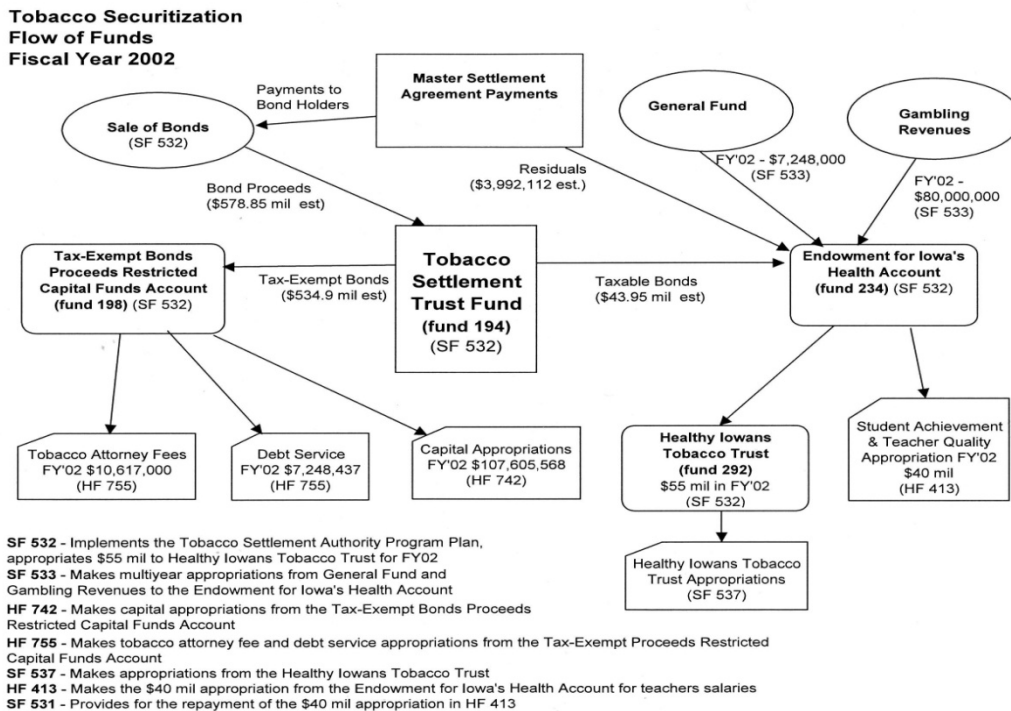 Tobacco Securitization
Flow of Funds
Fiscal Year 2002
Payments to
Bond Holders
Master Settlement
Agreement Payments
General Fund
Gambling
Revenues
Sale of Bonds
(SF 532)
Bond Proceeds
($578.85 mil  est)
Residuals
($3,992,112 est.)
FY'02 - $7,248,000
(SF 533)
FY'02 -
$80,000,000
(SF 533)
Tax-Exempt Bonds
Proceeds Restricted
Capital Funds Account
(fund 198) (SF 532)
Tax-Exempt Bonds
($534.9 mil est)
Tobacco
Settlement
Trust Fund
(fund 194)
(SF 532)
Taxable Bonds
($43.95 mil  est)
Endowment for Iowa's
Health Account
(fund 234) (SF 532)
Tobacco Attorney Fees
FY'02 $10,617,000
(HF 755)
Debt Service
FY'02 $7,248,437
(HF 755)
Capital Appropriations
FY'02 $107,605,568
(HF 742)
Healthy Iowans
Tobacco Trust
(fund 292)
$55 mil in FY'02
(SF 532)
Student Achievement
& Teacher Quality
Appropriation FY'02
$40 mil
(HF 413)
Healthy Iowans Tobacco
Trust Appropriations
(SF 537)
SF 532 - Implements the Tobacco Settlement Authority Program Plan,
appropriates $55 mil to Healthy Iowans Tobacco Trust for FY02
SF 533 - Makes multiyear appropriations from General Fund and
Gambling Revenues to the Endowment for Iowa's Health Account
HF 742 - Makes capital appropriations from the Tax-Exempt Bonds Proceeds
Restricted Capital Funds Account
HF 755 - Makes tobacco attorney fee and debt service appropriations from the Tax-Exempt Proceeds Restricted
Capital Funds Account
SF 537 - Makes appropriations from the Healthy Iowans Tobacco Trust
HF 413 - Makes the $40 mil appropriation from the Endowment for Iowa's Health Account for teachers salaries
SF 531 - Provides for the repayment of the $40 mil appropriation in HF 413